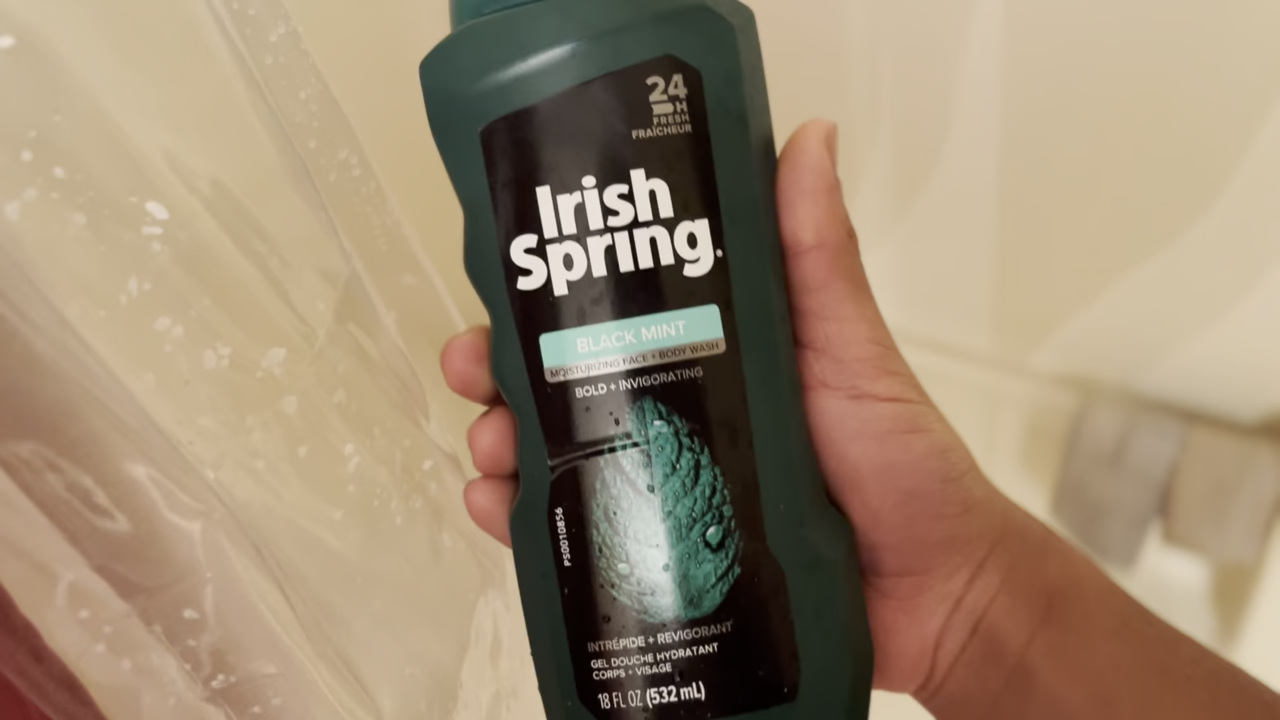 24
H
FRESH
FRAÎCHEUR
Irish
Spring.
BLACK MINT
MOISTURIZING FACE + BODY WASH
BOLD + INVIGORATING
PS0010856
INTRÉPIDE + REVIGORANT
GEL DOUCHE HYDRATANT
CORPS + VISAGE
18 FL OZ (532 mL)